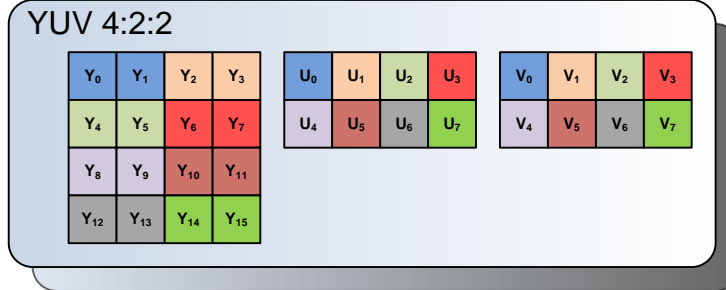 YUV 4:2:2
Y₀ Y₁ Y₂ Y₃ U₀ U₁ U₂ U₃ V₀ V₁ V₂ V₃
Y₄ Y₅ Y₆ Y₇ U₄ U₅ U₆ U₇ V₄ V₅ V₆ V₇
Y₈ Y₉ Y₁₀ Y₁₁
Y₁₂ Y₁₃ Y₁₄ Y₁₅